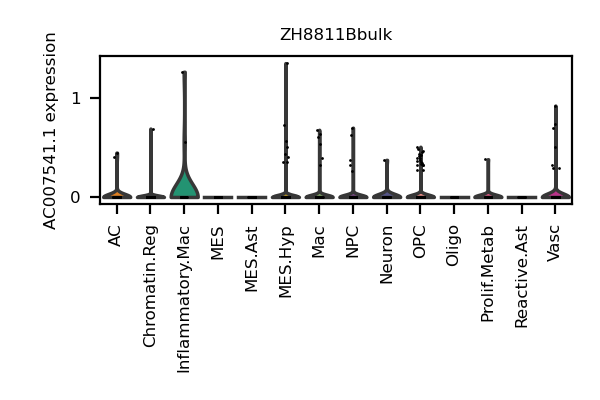 ZH8811Bbulk
AC007541.1 expression
1
0
AC
Chromatin.Reg
Inflammatory.Mac
MES
MES.Ast
MES.Hyp
Mac
NPC
Neuron
OPC
Oligo
Prolif.Metab
Reactive.Ast
Vasc